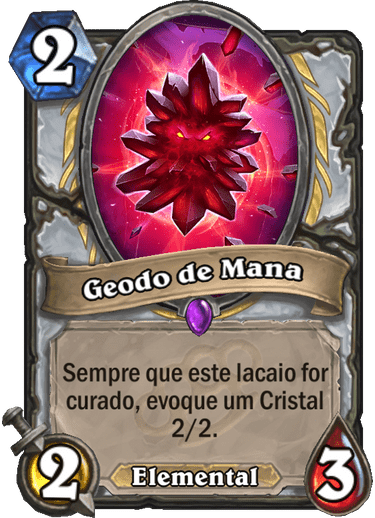 2
Geodo de Mana
Sempre que este lacaio for
curado, evoque um Cristal
2/2.
2
Elemental
3